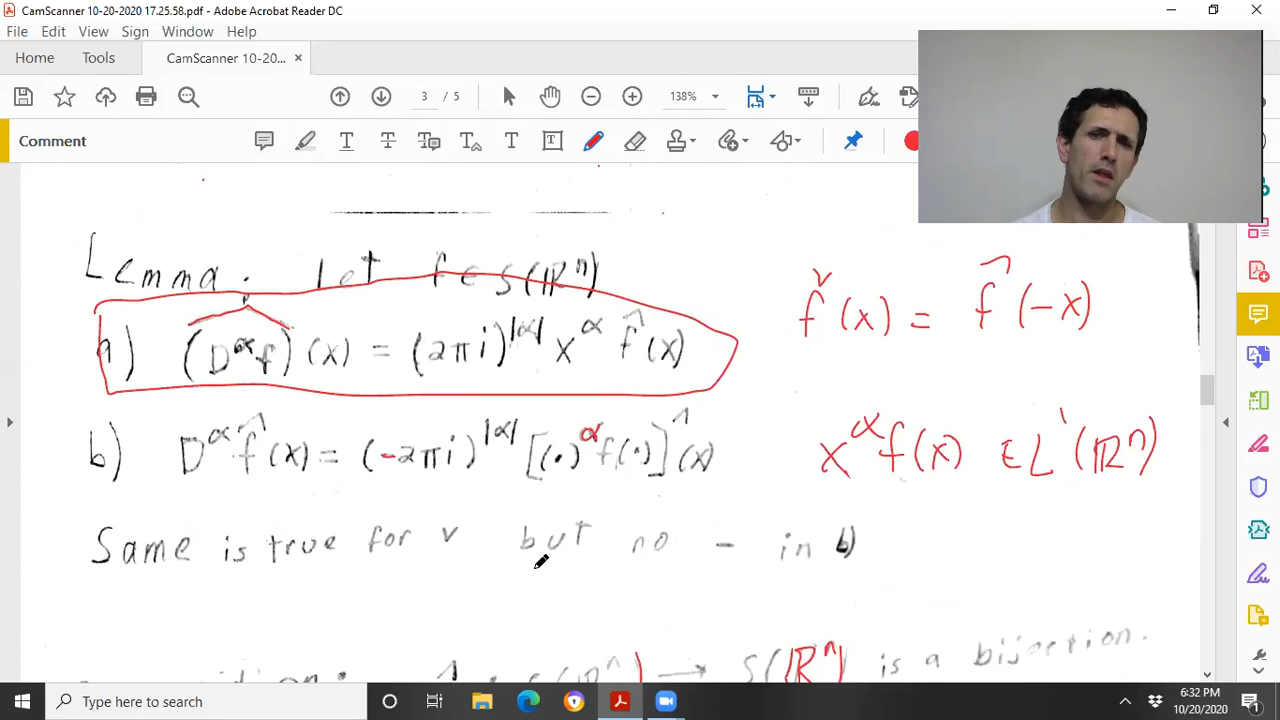 CamScanner 10-20-2020 17.25.58.pdf - Adobe Acrobat Reader DC
File Edit View Sign Window Help
Home Tools CamScanner 10-20... ×
3 / 5 138%
Comment
Lemma: Let f ∈ S(ℝⁿ)
a) (D^α f)^ (x) = (2πi)^|α| x^α f̂(x)
f̌(x) = f̂(-x)
b) D^α f̂(x) = (-2πi)^|α| [(·)^α f(·)]^ (x)
x^α f(x) ∈ L¹(ℝⁿ)
Same is true for ∨ but no - in b)
: ^ : S(ℝⁿ) → S(ℝⁿ) is a bijection.
Type here to search
6:32 PM
10/20/2020
1